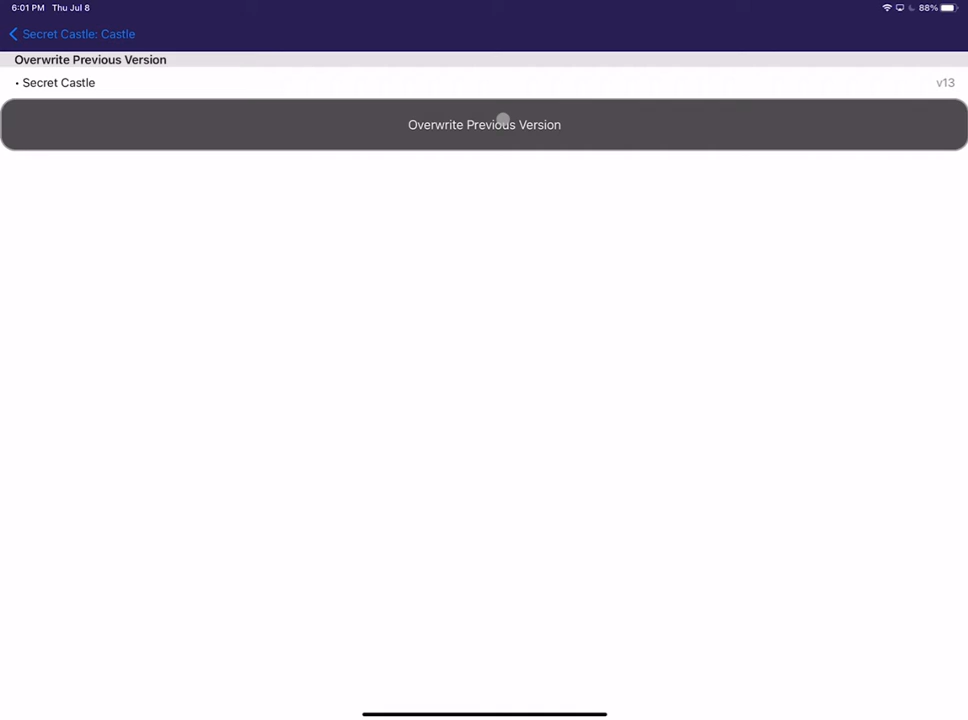 6:01 PM Thu Jul 8 88%
Secret Castle: Castle
Overwrite Previous Version
• Secret Castle v13
Overwrite Previous Version